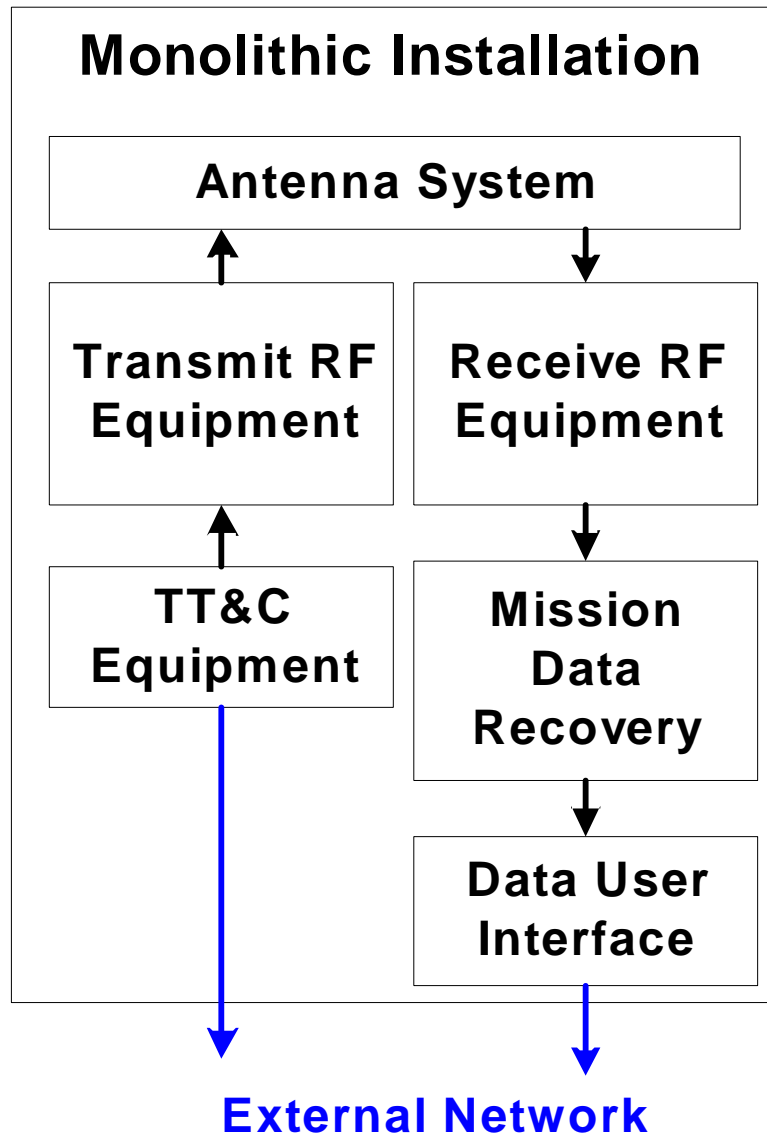 Monolithic Installation
Antenna System
Transmit RF
Equipment
Receive RF
Equipment
TT&C
Equipment
Mission
Data
Recovery
Data User
Interface
External Network